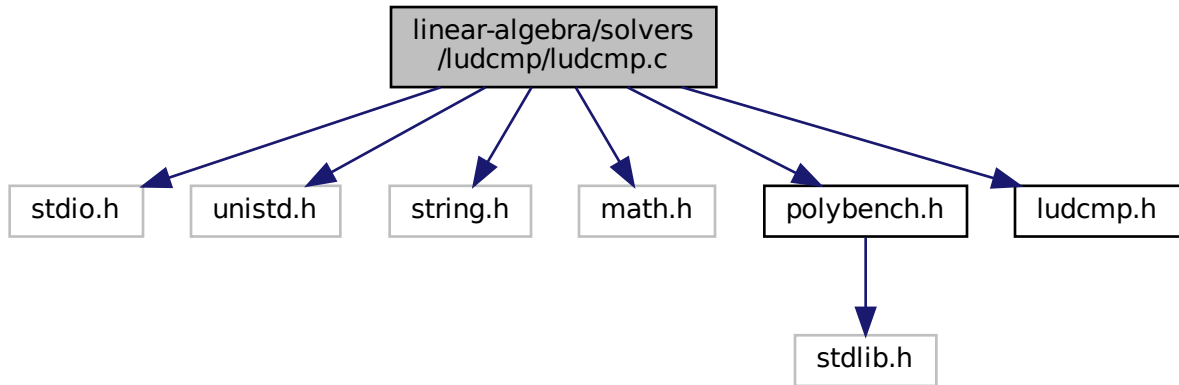 linear-algebra/solvers
/ludcmp/ludcmp.c
stdio.h
unistd.h
string.h
math.h
polybench.h
ludcmp.h
stdlib.h